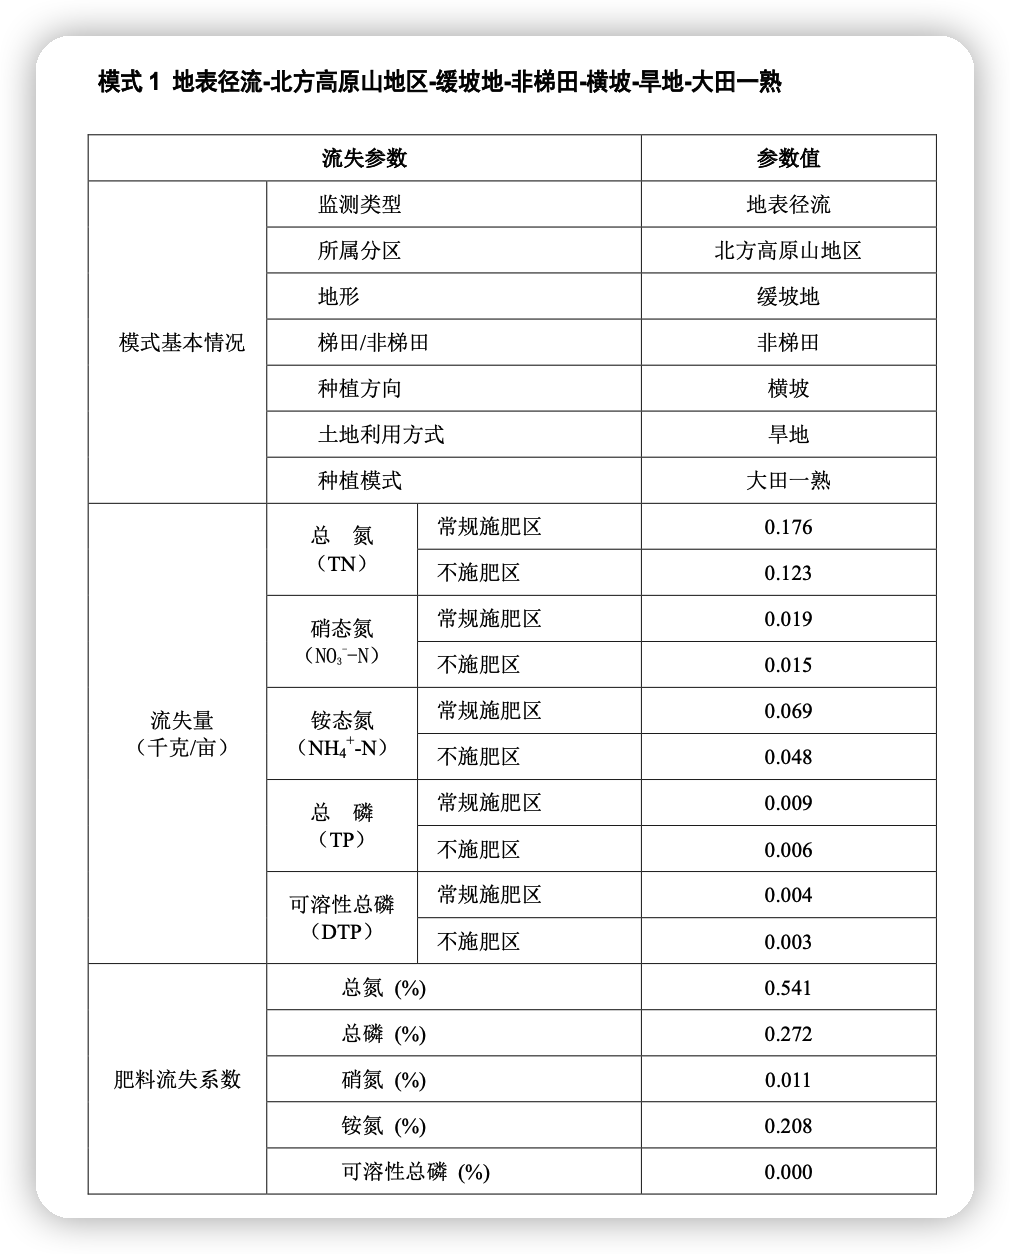 模式 1 地表径流-北方高原山地区-缓坡地-非梯田-横坡-旱地-大田一熟
流失参数 参数值
模式基本情况
监测类型 地表径流
所属分区 北方高原山地区
地形 缓坡地
梯田/非梯田 非梯田
种植方向 横坡
土地利用方式 旱地
种植模式 大田一熟
流失量
（千克/亩）
总 氮
（TN）
常规施肥区 0.176
不施肥区 0.123
硝态氮
（NO₃⁻-N）
常规施肥区 0.019
不施肥区 0.015
铵态氮
（NH₄⁺-N）
常规施肥区 0.069
不施肥区 0.048
总 磷
（TP）
常规施肥区 0.009
不施肥区 0.006
可溶性总磷
（DTP）
常规施肥区 0.004
不施肥区 0.003
肥料流失系数
总氮 (%) 0.541
总磷 (%) 0.272
硝氮 (%) 0.011
铵氮 (%) 0.208
可溶性总磷 (%) 0.000